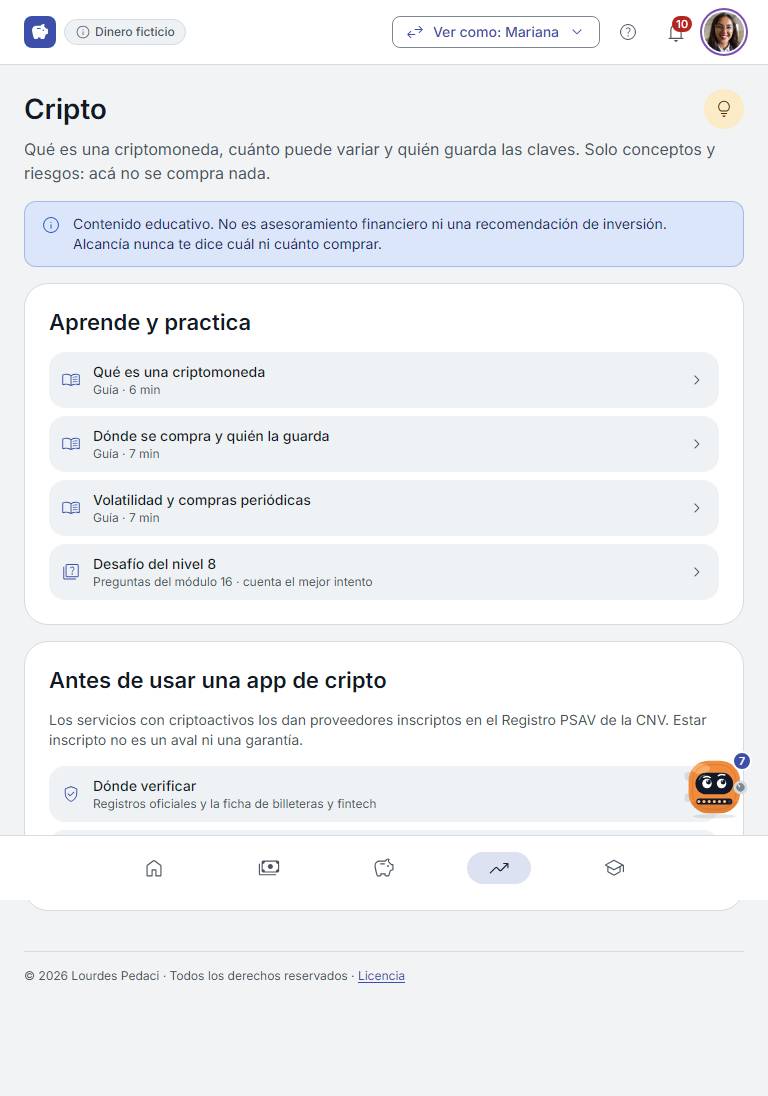 Dinero ficticio
Ver como: Mariana
10
Cripto
Qué es una criptomoneda, cuánto puede variar y quién guarda las claves. Solo conceptos y
riesgos: acá no se compra nada.
Contenido educativo. No es asesoramiento financiero ni una recomendación de inversión.
Alcancía nunca te dice cuál ni cuánto comprar.
Aprende y practica
Qué es una criptomoneda
Guía · 6 min
Dónde se compra y quién la guarda
Guía · 7 min
Volatilidad y compras periódicas
Guía · 7 min
Desafío del nivel 8
Preguntas del módulo 16 · cuenta el mejor intento
Antes de usar una app de cripto
Los servicios con criptoactivos los dan proveedores inscriptos en el Registro PSAV de la CNV. Estar
inscripto no es un aval ni una garantía.
Dónde verificar
Registros oficiales y la ficha de billeteras y fintech
7
© 2026 Lourdes Pedaci · Todos los derechos reservados · Licencia